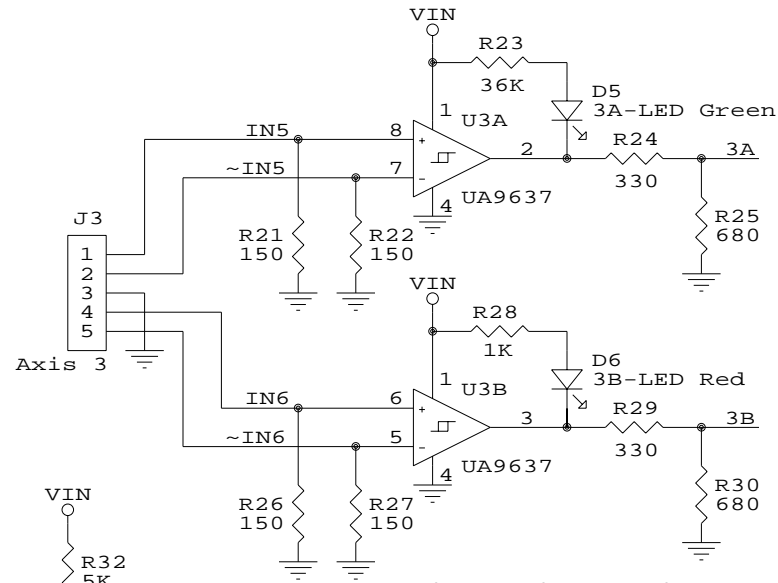 VIN
R23
36K
D5
3A-LED Green
1
U3A
IN5
8
+
2
R24
330
3A
~IN5
7
-
4
UA9637
J3
R21
150
R22
150
R25
680
1
2
3
4
5
Axis 3
VIN
R28
1K
D6
3B-LED Red
1
U3B
IN6
6
+
3
R29
330
3B
~IN6
5
-
4
UA9637
R26
150
R27
150
R30
680
VIN
R32
5K